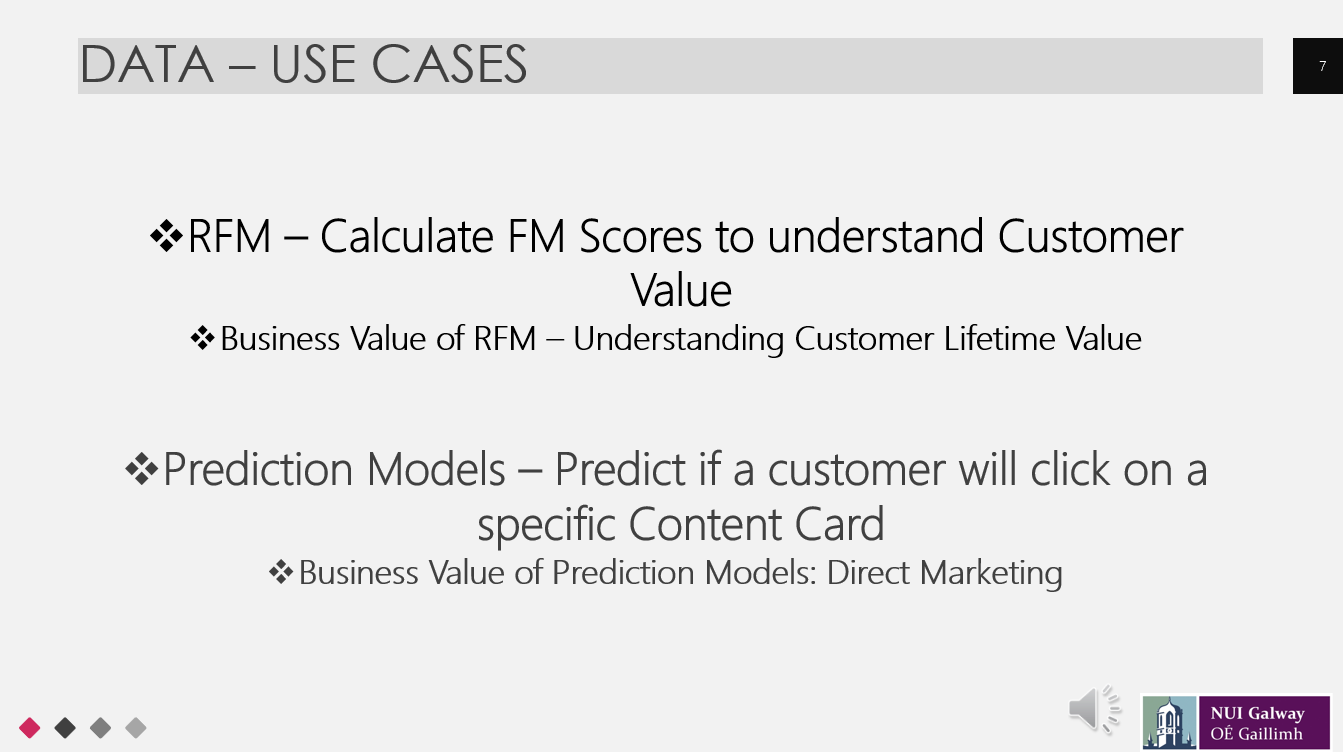 DATA – USE CASES
7
❖RFM – Calculate FM Scores to understand Customer
Value
❖Business Value of RFM – Understanding Customer Lifetime Value
❖Prediction Models – Predict if a customer will click on a
specific Content Card
❖Business Value of Prediction Models: Direct Marketing
NUI Galway
OÉ Gaillimh